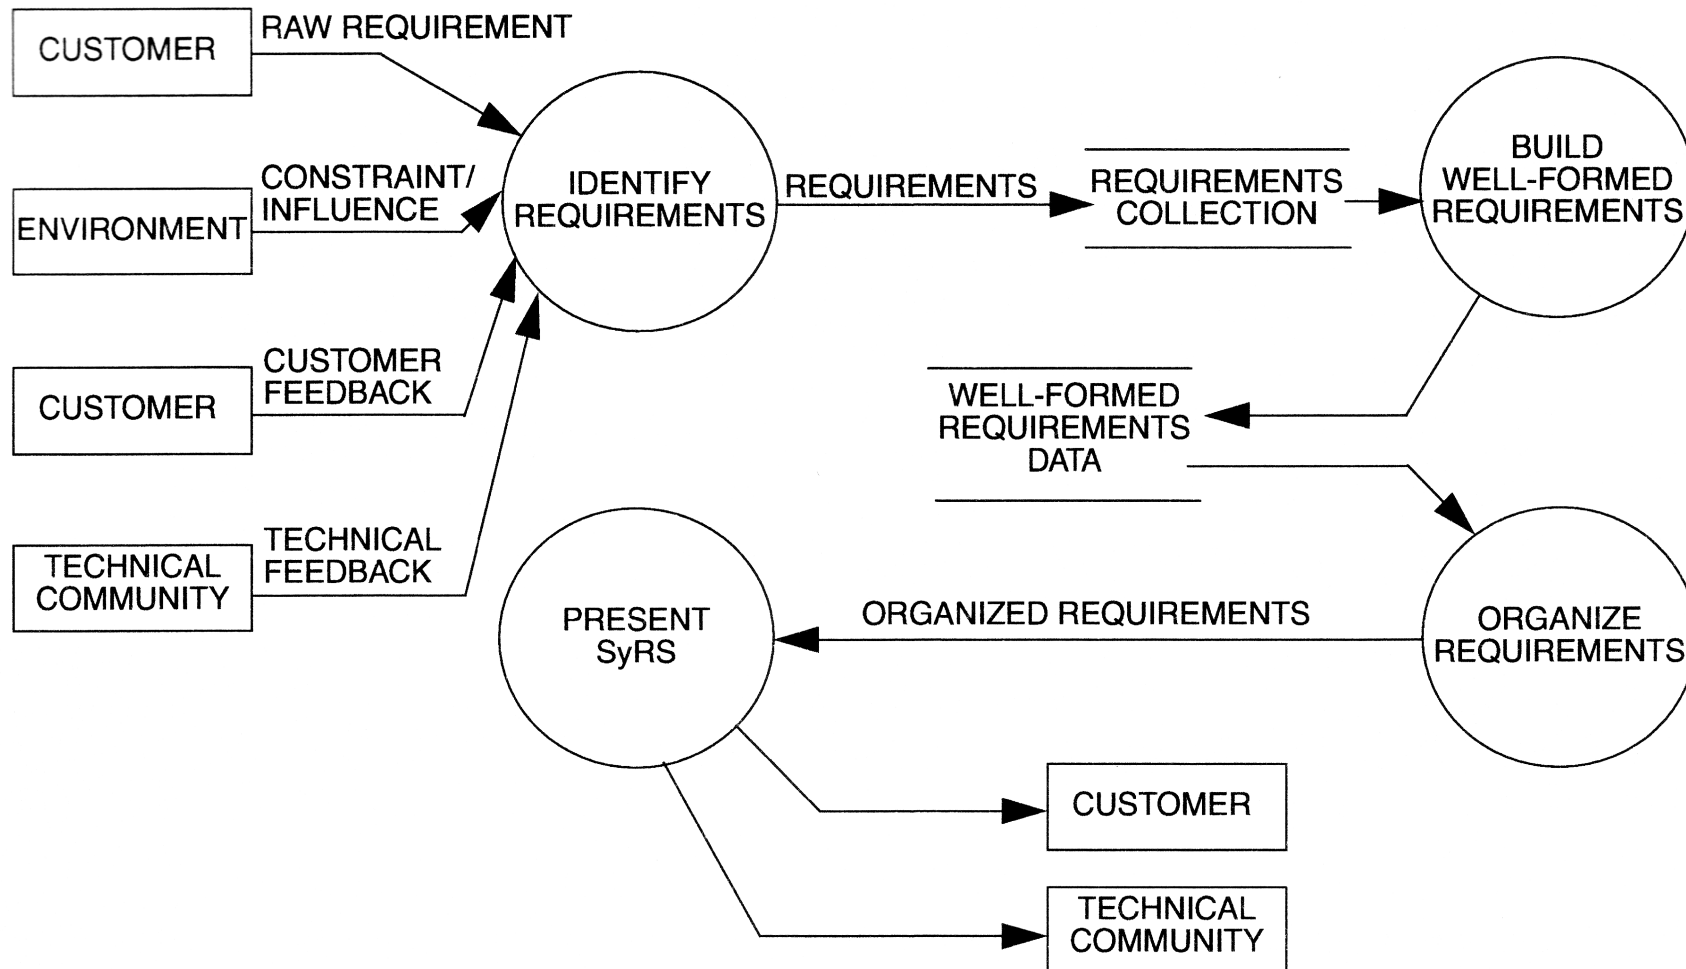 CUSTOMER
RAW REQUIREMENT
ENVIRONMENT
CONSTRAINT/
INFLUENCE
CUSTOMER
CUSTOMER
FEEDBACK
TECHNICAL
COMMUNITY
TECHNICAL
FEEDBACK
IDENTIFY
REQUIREMENTS
REQUIREMENTS
REQUIREMENTS
COLLECTION
BUILD
WELL-FORMED
REQUIREMENTS
WELL-FORMED
REQUIREMENTS
DATA
ORGANIZE
REQUIREMENTS
ORGANIZED REQUIREMENTS
PRESENT
SyRS
CUSTOMER
TECHNICAL
COMMUNITY